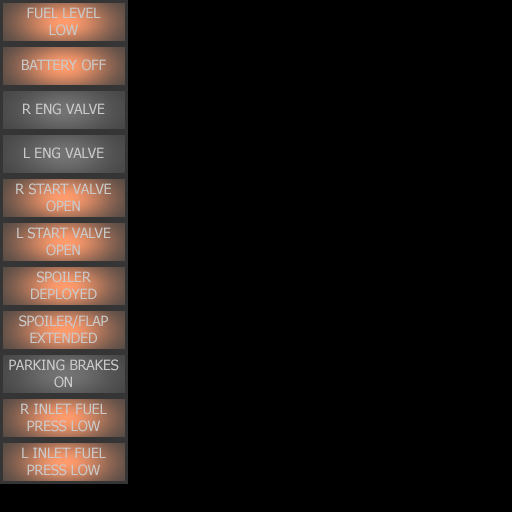 FUEL LEVEL
LOW
BATTERY OFF
R ENG VALVE
L ENG VALVE
R START VALVE
OPEN
L START VALVE
OPEN
SPOILER
DEPLOYED
SPOILER/FLAP
EXTENDED
PARKING BRAKES
ON
R INLET FUEL
PRESS LOW
L INLET FUEL
PRESS LOW